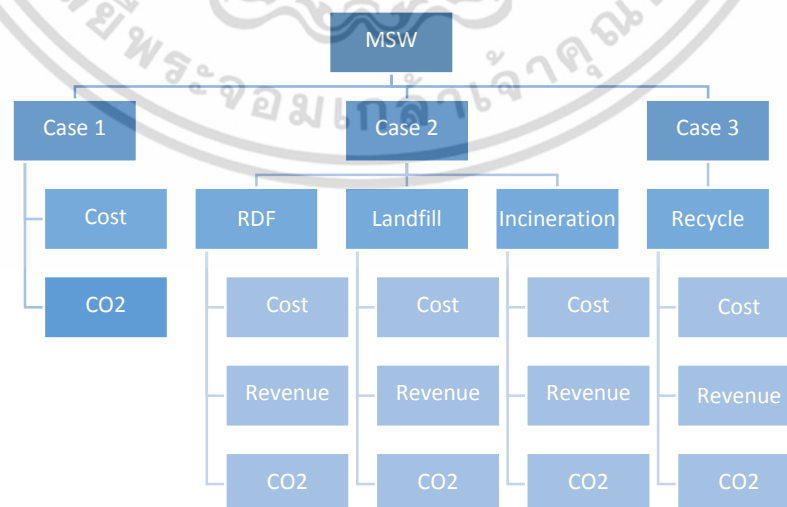 MSW
Case 1
Case 2
Case 3
Cost
RDF
Landfill
Incineration
Recycle
CO2
Cost
Cost
Cost
Cost
Revenue
Revenue
Revenue
Revenue
CO2
CO2
CO2
CO2